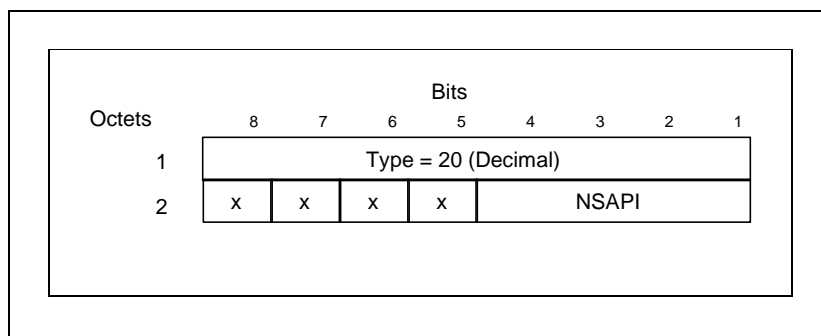 Bits
Octets 8 7 6 5 4 3 2 1
1 Type = 20 (Decimal)
2 x x x x NSAPI